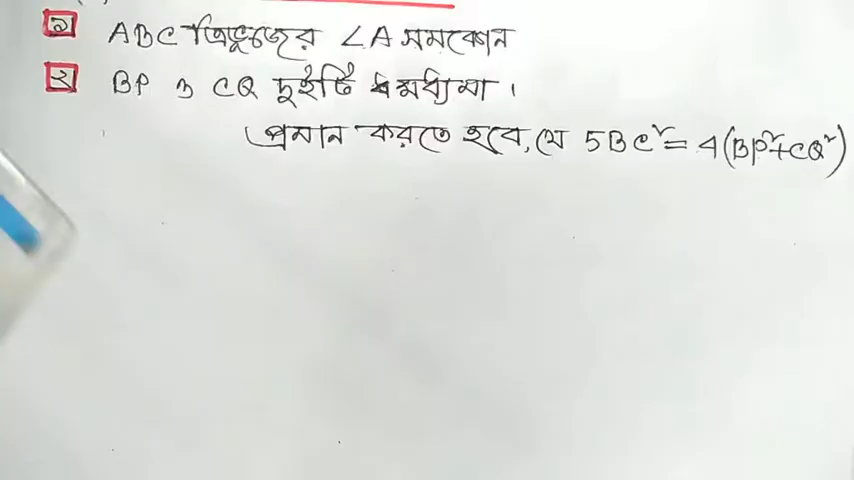 ১ ABC ত্রিভুজের ∠A সমকোন
২ BP ও CQ দুইটি মধ্যমা।
প্রমান করতে হবে, যে 5BC² = 4(BP²+CQ²)